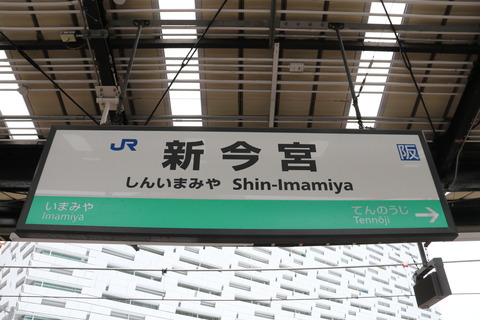 JR 新今宮 阪
しんいまみや Shin-Imamiya
いまみや てんのうじ
Imamiya Tennōji →